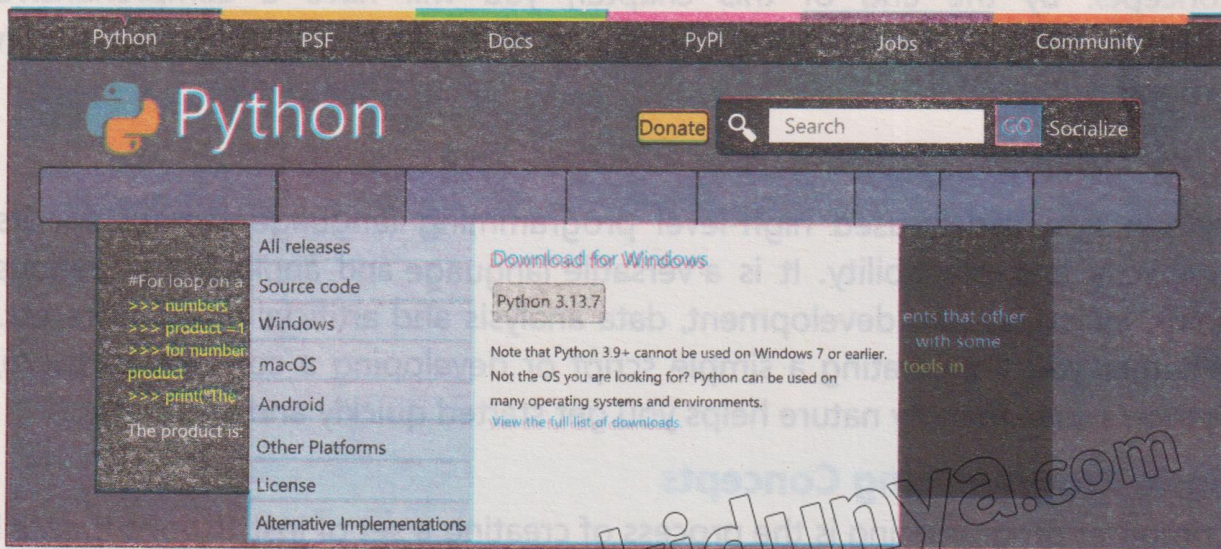 Python PSF Docs PyPI Jobs Community
Python
Donate Search GO Socialize
All releases
Source code
Windows
macOS
Android
Other Platforms
License
Alternative Implementations
Download for Windows
Python 3.13.7
Note that Python 3.9+ cannot be used on Windows 7 or earlier.
Not the OS you are looking for? Python can be used on
many operating systems and environments.
View the full list of downloads.
#For loop on a
>>> numbers
>>> product =1
>>> for number
product
>>> print("The
The product is:
ents that other
- with some
tools in
kidunya.com